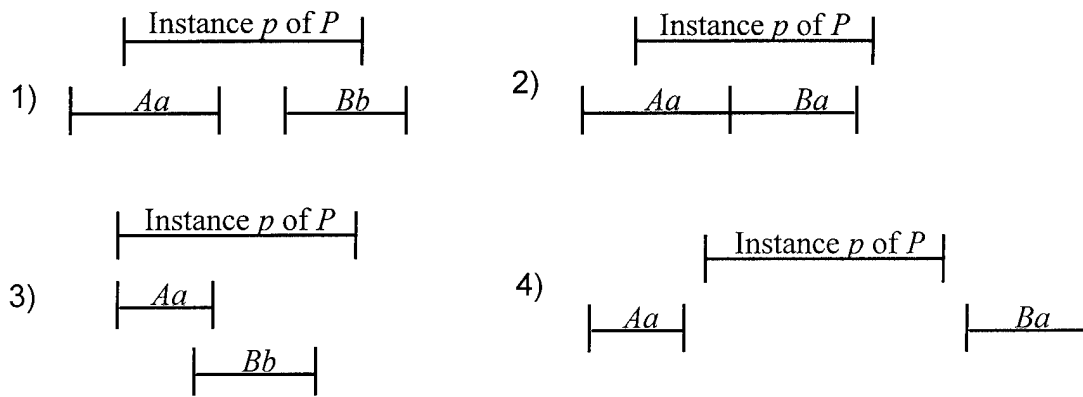 Instance p of P
1) Aa Bb
Instance p of P
2) Aa Ba
Instance p of P
3) Aa
Bb
Instance p of P
4) Aa Ba